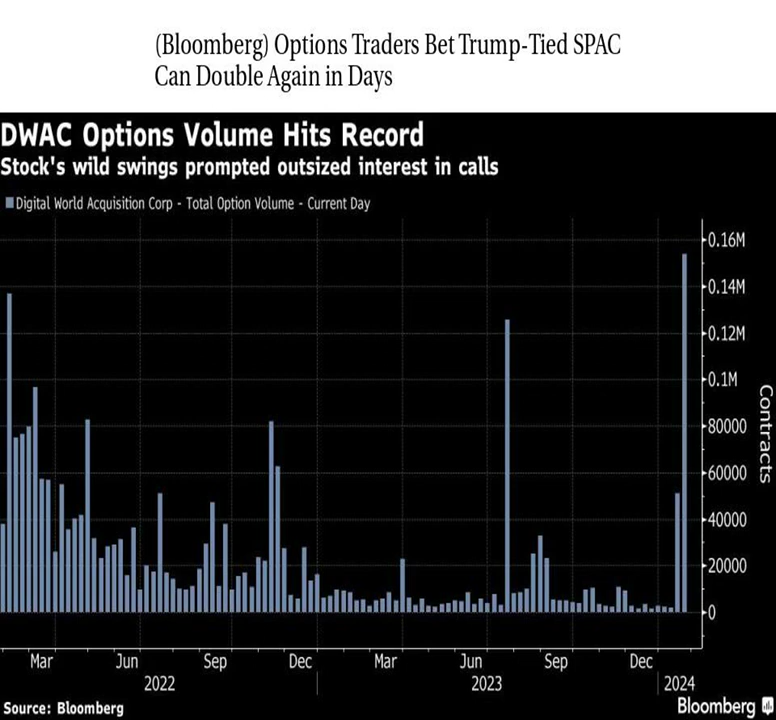 (Bloomberg) Options Traders Bet Trump-Tied SPAC
Can Double Again in Days
DWAC Options Volume Hits Record
Stock's wild swings prompted outsized interest in calls
Digital World Acquisition Corp - Total Option Volume - Current Day
0.16M
0.14M
0.12M
0.1M
80000
60000
40000
20000
0
Contracts
Mar Jun Sep Dec Mar Jun Sep Dec
2022 2023 2024
Source: Bloomberg
Bloomberg